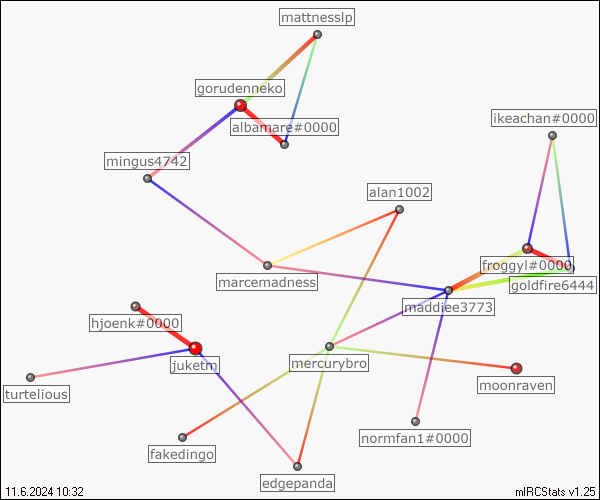 mattnesslp
gorudenneko
albamare#0000
ikeachan#0000
mingus4742
alan1002
froggyl#0000
marcemadness
goldfire6444
maddiee3773
hjoenk#0000
juketm
mercurybro
turtelious
moonraven
normfan1#0000
fakedingo
edgepanda
11.6.2024 10:32
mIRCStats v1.25